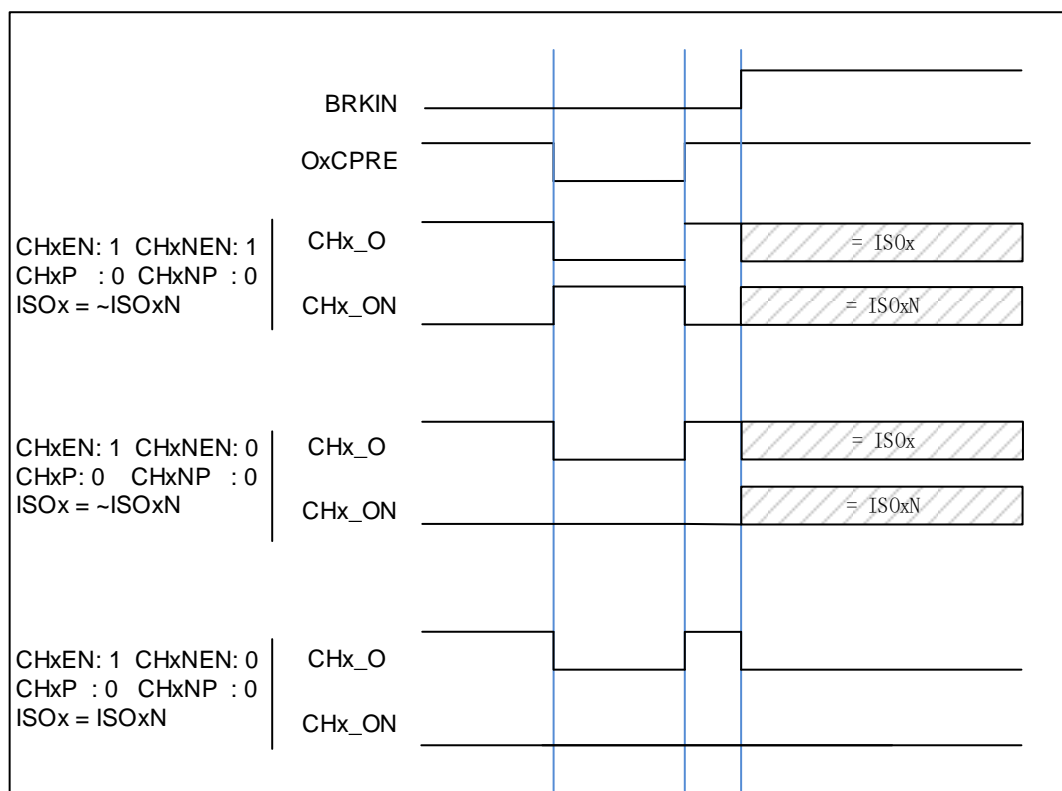 BRKIN
OxCPRE
CHxEN: 1 CHxNEN: 1
CHxP : 0 CHxNP : 0
ISOx = ~ISOxN
CHx_O
= ISOx
CHx_ON
= ISOxN
CHxEN: 1 CHxNEN: 0
CHxP: 0 CHxNP : 0
ISOx = ~ISOxN
CHx_O
= ISOx
CHx_ON
= ISOxN
CHxEN: 1 CHxNEN: 0
CHxP : 0 CHxNP : 0
ISOx = ISOxN
CHx_O
CHx_ON